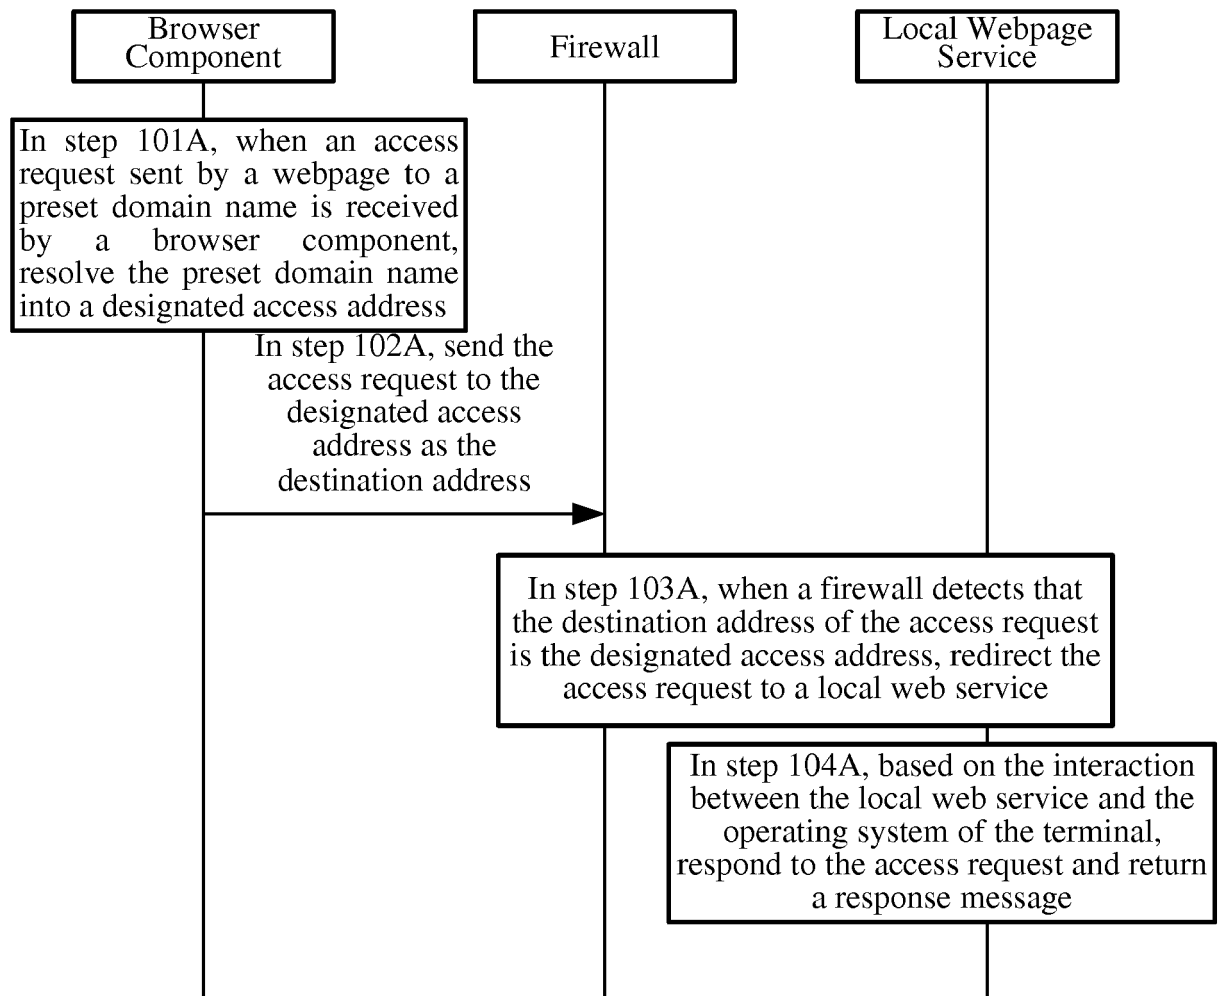 Browser
Component
Firewall
Local Webpage
Service
In step 101A, when an access
request sent by a webpage to a
preset domain name is received
by a browser component,
resolve the preset domain name
into a designated access address
In step 102A, send the
access request to the
designated access
address as the
destination address
In step 103A, when a firewall detects that
the destination address of the access request
is the designated access address, redirect the
access request to a local web service
In step 104A, based on the interaction
between the local web service and the
operating system of the terminal,
respond to the access request and return
a response message